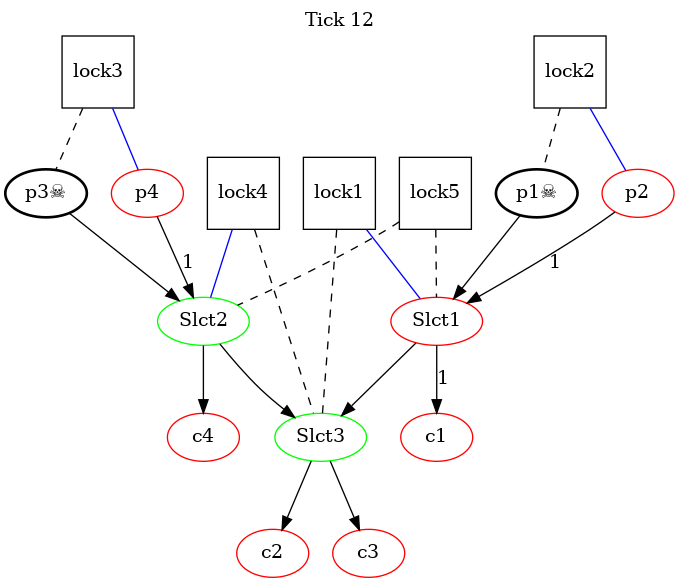 Tick 12
lock3
lock2
p3☠
p4
lock4
lock1
lock5
p1☠
p2
1
1
Slct2
Slct1
1
c4
Slct3
c1
c2
c3